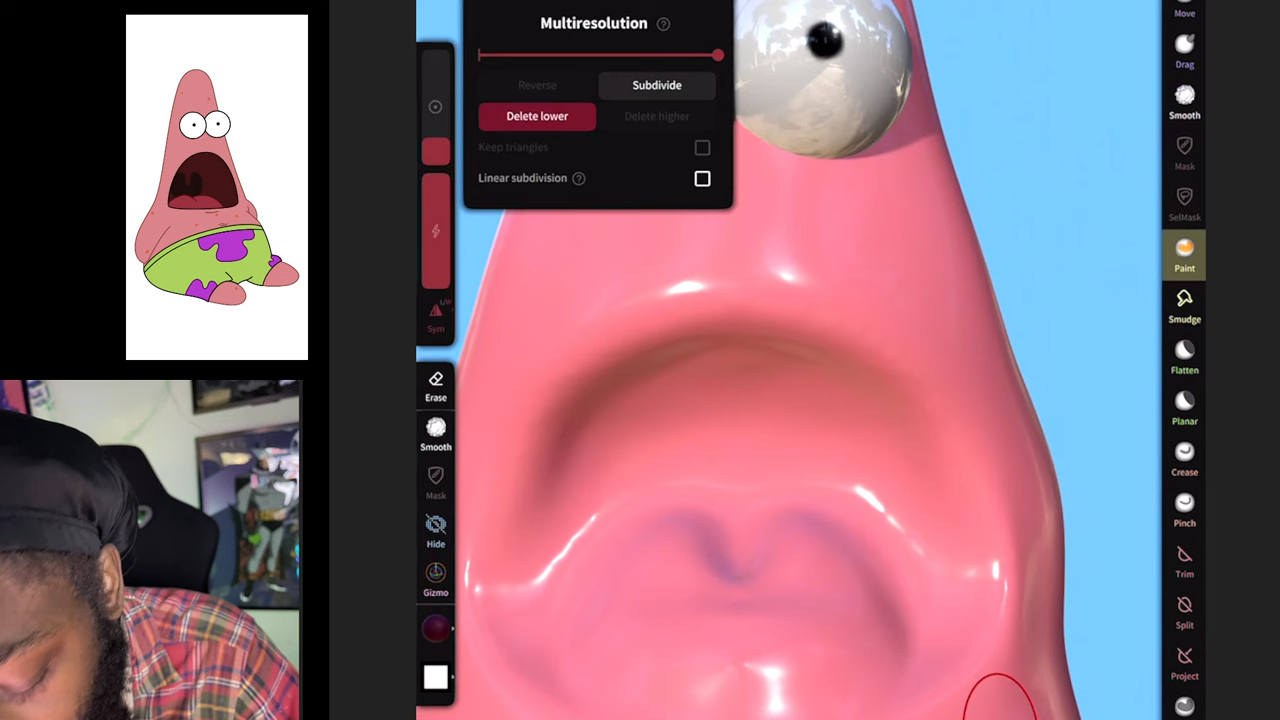 Multiresolution ?
Reverse
Subdivide
Delete lower
Delete higher
Keep triangles
Linear subdivision ?
Sym
Erase
Smooth
Mask
Hide
Gizmo
Move
Drag
Smooth
Mask
SelMask
Paint
Smudge
Flatten
Planar
Crease
Pinch
Trim
Split
Project